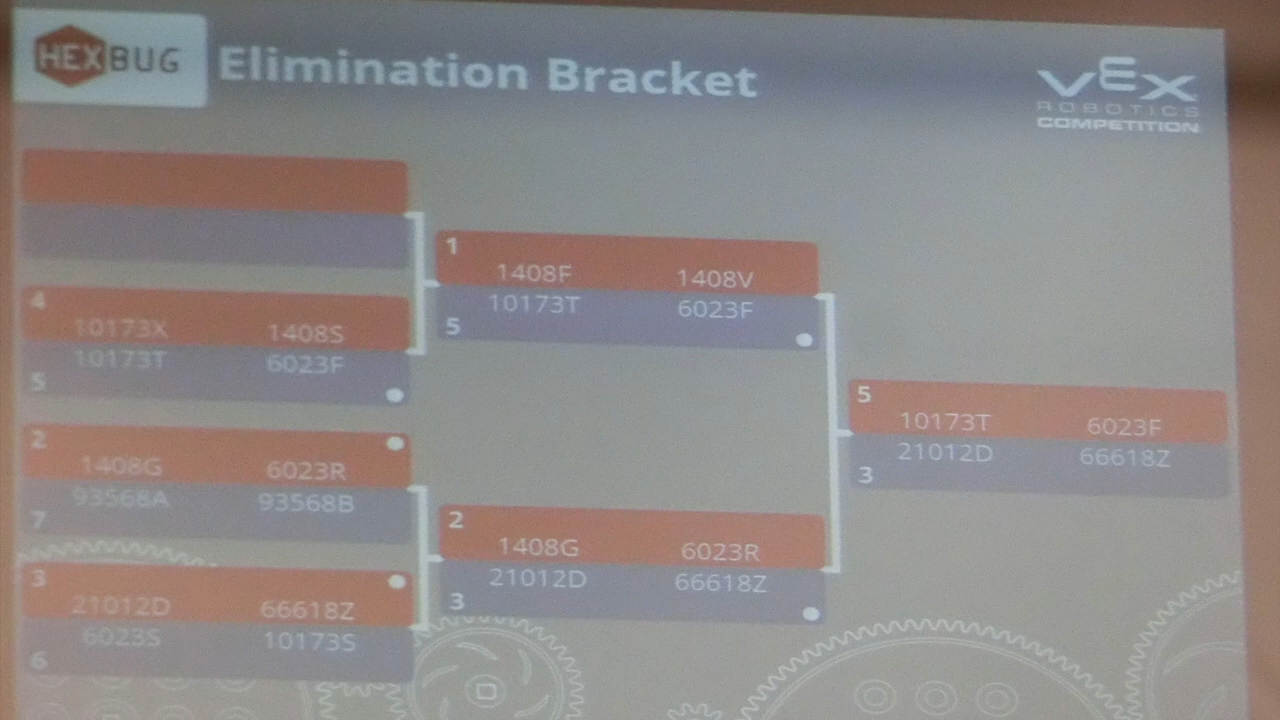 HEXBUG Elimination Bracket
VEX
ROBOTICS
COMPETITION
4
10173X 1408S
10173T 6023F
5
2
1408G 6023R
93568A 93568B
7
3
21012D 66618Z
6023S 10173S
6
1
1408F 1408V
10173T 6023F
5
2
1408G 6023R
21012D 66618Z
3
5
10173T 6023F
21012D 66618Z
3